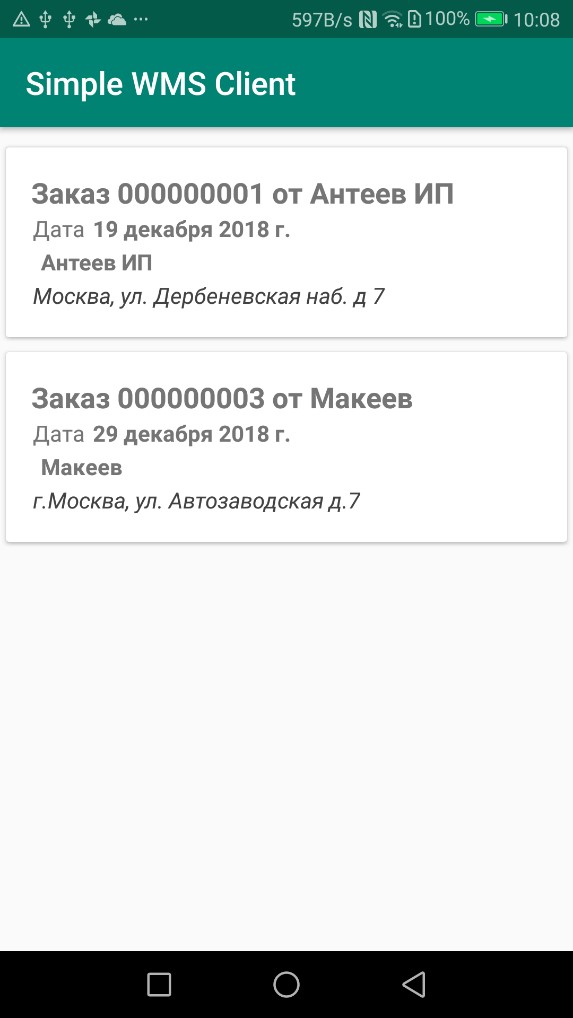 597B/s 100% 10:08
Simple WMS Client
Заказ 000000001 от Антеев ИП
Дата 19 декабря 2018 г.
Антеев ИП
Москва, ул. Дербеневская наб. д 7
Заказ 000000003 от Макеев
Дата 29 декабря 2018 г.
Макеев
г.Москва, ул. Автозаводская д.7